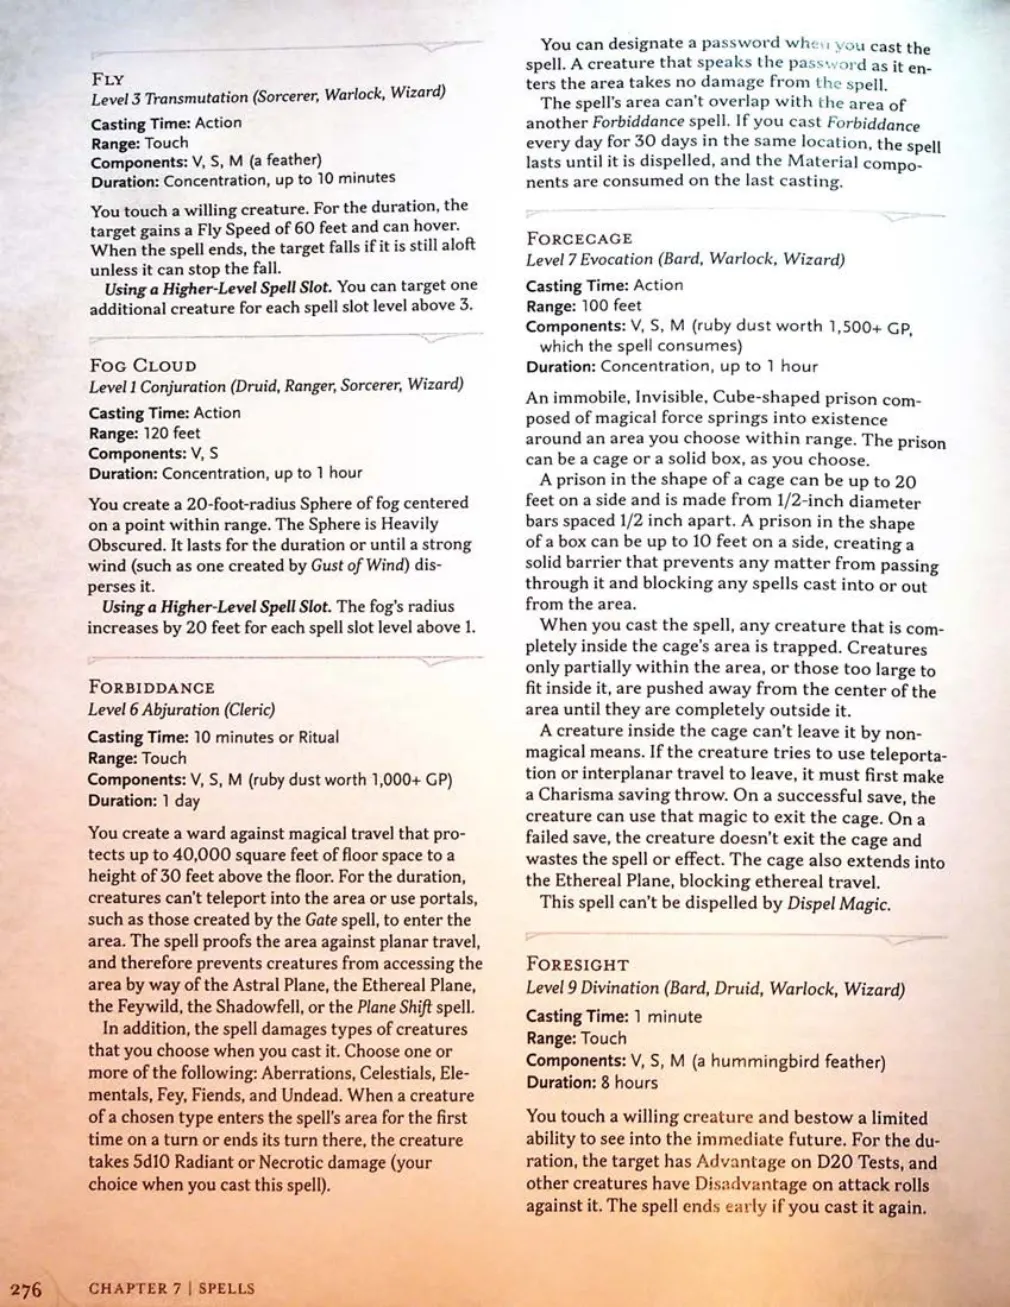 FLY
Level 3 Transmutation (Sorcerer, Warlock, Wizard)
Casting Time: Action
Range: Touch
Components: V, S, M (a feather)
Duration: Concentration, up to 10 minutes
You touch a willing creature. For the duration, the
target gains a Fly Speed of 60 feet and can hover.
When the spell ends, the target falls if it is still aloft
unless it can stop the fall.
Using a Higher-Level Spell Slot. You can target one
additional creature for each spell slot level above 3.
FOG CLOUD
Level 1 Conjuration (Druid, Ranger, Sorcerer, Wizard)
Casting Time: Action
Range: 120 feet
Components: V, S
Duration: Concentration, up to 1 hour
You create a 20-foot-radius Sphere of fog centered
on a point within range. The Sphere is Heavily
Obscured. It lasts for the duration or until a strong
wind (such as one created by Gust of Wind) dis-
perses it.
Using a Higher-Level Spell Slot. The fog's radius
increases by 20 feet for each spell slot level above 1.
FORBIDDANCE
Level 6 Abjuration (Cleric)
Casting Time: 10 minutes or Ritual
Range: Touch
Components: V, S, M (ruby dust worth 1,000+ GP)
Duration: 1 day
You create a ward against magical travel that pro-
tects up to 40,000 square feet of floor space to a
height of 30 feet above the floor. For the duration,
creatures can't teleport into the area or use portals,
such as those created by the Gate spell, to enter the
area. The spell proofs the area against planar travel,
and therefore prevents creatures from accessing the
area by way of the Astral Plane, the Ethereal Plane,
the Feywild, the Shadowfell, or the Plane Shift spell.
In addition, the spell damages types of creatures
that you choose when you cast it. Choose one or
more of the following: Aberrations, Celestials, Ele-
mentals, Fey, Fiends, and Undead. When a creature
of a chosen type enters the spell's area for the first
time on a turn or ends its turn there, the creature
takes 5d10 Radiant or Necrotic damage (your
choice when you cast this spell).
You can designate a password when you cast the
spell. A creature that speaks the password as it en-
ters the area takes no damage from the spell.
The spell's area can't overlap with the area of
another Forbiddance spell. If you cast Forbiddance
every day for 30 days in the same location, the spell
lasts until it is dispelled, and the Material compo-
nents are consumed on the last casting.
FORCECAGE
Level 7 Evocation (Bard, Warlock, Wizard)
Casting Time: Action
Range: 100 feet
Components: V, S, M (ruby dust worth 1,500+ GP,
which the spell consumes)
Duration: Concentration, up to 1 hour
An immobile, Invisible, Cube-shaped prison com-
posed of magical force springs into existence
around an area you choose within range. The prison
can be a cage or a solid box, as you choose.
A prison in the shape of a cage can be up to 20
feet on a side and is made from 1/2-inch diameter
bars spaced 1/2 inch apart. A prison in the shape
of a box can be up to 10 feet on a side, creating a
solid barrier that prevents any matter from passing
through it and blocking any spells cast into or out
from the area.
When you cast the spell, any creature that is com-
pletely inside the cage's area is trapped. Creatures
only partially within the area, or those too large to
fit inside it, are pushed away from the center of the
area until they are completely outside it.
A creature inside the cage can't leave it by non-
magical means. If the creature tries to use teleporta-
tion or interplanar travel to leave, it must first make
a Charisma saving throw. On a successful save, the
creature can use that magic to exit the cage. On a
failed save, the creature doesn't exit the cage and
wastes the spell or effect. The cage also extends into
the Ethereal Plane, blocking ethereal travel.
This spell can't be dispelled by Dispel Magic.
FORESIGHT
Level 9 Divination (Bard, Druid, Warlock, Wizard)
Casting Time: 1 minute
Range: Touch
Components: V, S, M (a hummingbird feather)
Duration: 8 hours
You touch a willing creature and bestow a limited
ability to see into the immediate future. For the du-
ration, the target has Advantage on D20 Tests, and
other creatures have Disadvantage on attack rolls
against it. The spell ends early if you cast it again.
276 CHAPTER 7 | SPELLS